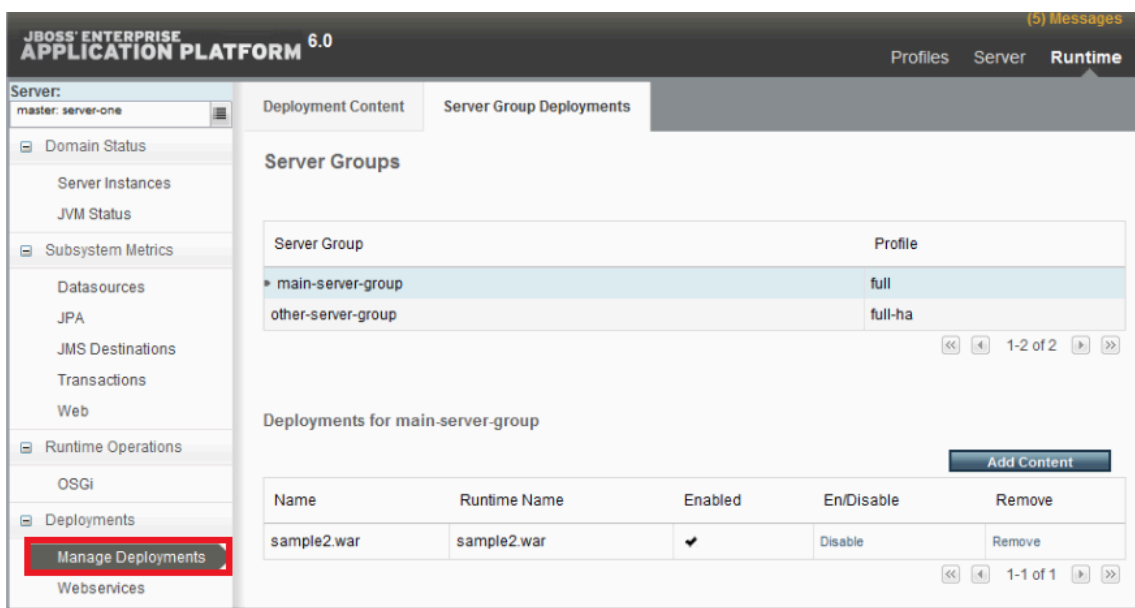 (5) Messages
JBOSS' ENTERPRISE
APPLICATION PLATFORM 6.0
Profiles Server Runtime
Server:
master: server-one
Deployment Content Server Group Deployments
Domain Status
Server Instances
JVM Status
Subsystem Metrics
Datasources
JPA
JMS Destinations
Transactions
Web
Runtime Operations
OSGi
Deployments
Manage Deployments
Webservices
Server Groups
Server Group Profile
main-server-group full
other-server-group full-ha
1-2 of 2
Deployments for main-server-group
Add Content
Name Runtime Name Enabled En/Disable Remove
sample2.war sample2.war Disable Remove
1-1 of 1